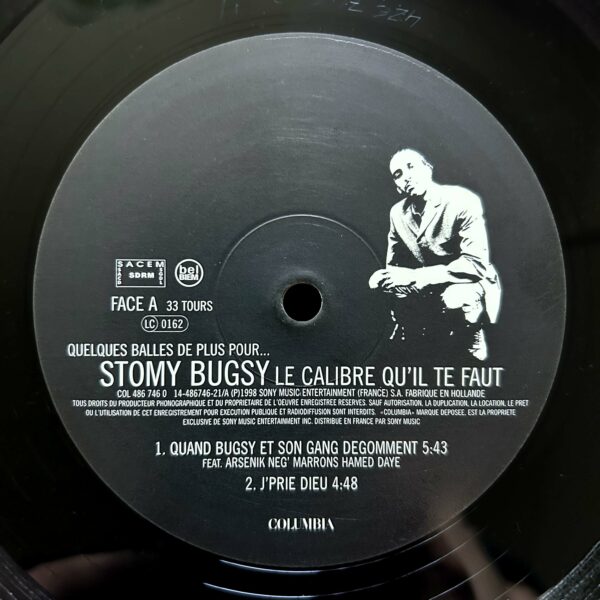 SACEM
SACD SDRM SGDL
bel
BIEM
FACE A 33 TOURS
LC 0162
QUELQUES BALLES DE PLUS POUR...
STOMY BUGSY LE CALIBRE QU'IL TE FAUT
COL 486 746 0 14-486746-21/A (P)1998 SONY MUSIC ENTERTAINMENT (FRANCE) S.A. FABRIQUE EN HOLLANDE
TOUS DROITS DU PRODUCTEUR PHONOGRAPHIQUE ET DU PROPRIETAIRE DE L'OEUVRE ENREGISTREE RESERVES. SAUF AUTORISATION, LA DUPLICATION, LA LOCATION, LE PRET
OU L'UTILISATION DE CET ENREGISTREMENT POUR EXECUTION PUBLIQUE ET RADIODIFFUSION SONT INTERDITS. «COLUMBIA» MARQUE DEPOSEE, EST LA PROPRIETE
EXCLUSIVE DE SONY MUSIC ENTERTAINMENT INC. DISTRIBUE EN FRANCE PAR SONY MUSIC
1. QUAND BUGSY ET SON GANG DEGOMMENT 5:43
FEAT. ARSENIK NEG' MARRONS HAMED DAYE
2. J'PRIE DIEU 4:48
COLUMBIA